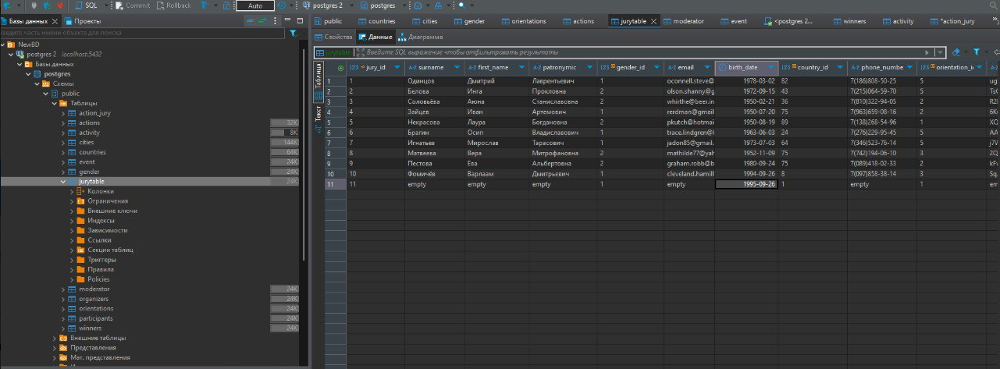 SQL Commit Rollback Auto postgres 2 postgres
Базы данных Проекты
Введите часть имени объекта для поиска
NewBD
postgres 2 localhost:5432
Базы данных
postgres
Схемы
public
Таблицы
action_jury
actions 32K
activity 8K
cities 144K
countries 64K
event 24K
gender 24K
jurytable 24K
Колонки
Ограничения
Внешние ключи
Индексы
Зависимости
Ссылки
Секции таблиц
Триггеры
Правила
Policies
moderator 24K
organizers 24K
orientations 24K
participants 24K
winners 24K
Внешние таблицы
Представления
Мат. представления
public countries cities gender orientations actions jurytable moderator event <postgres 2... winners activity *action_jury
Свойства Данные Диаграмма
jurytable Введите SQL выражение чтобы отфильтровать результаты
Таблица
Текст
123 jury_id A-Z surname A-Z first_name A-Z patronymic 123 gender_id A-Z email birth_date 123 country_id A-Z phone_numbe 123 orientation_i A-Z
1 1 Одинцов Дмитрий Лаврентьевич 1 oconnell.steve@ 1978-03-02 82 7(186)808-50-25 5 ug
2 2 Белова Инга Прокловна 2 olson.shanny@g 1972-09-15 43 7(215)064-59-70 5 Ts
3 3 Соловьёва Аюна Станиславовна 2 whirthe@beer.in 1950-02-21 36 7(810)322-94-05 2 R2
4 4 Зайцев Иван Артемович 1 rerdman@gmail 1950-07-20 75 7(963)659-08-16 2 6K
5 5 Некрасова Лаура Богдановна 2 pkutch@hotmai 1950-08-19 89 7(138)268-54-96 1 XQ
6 6 Брагин Осип Владиславович 1 trace.lindgren@ 1963-06-03 24 7(276)229-95-45 5 AA
7 7 Игнатьев Мирослав Тарасович 1 jadon85@gmail. 1973-07-03 64 7(346)523-76-14 5 j7
8 8 Матвеева Вера Митрофановна 2 mathilde77@yah 1952-11-09 75 7(742)194-06-10 3 2Q
9 9 Пестова Ева Альбертовна 2 graham.robb@b 1980-09-24 75 7(089)418-02-33 2 kF
10 10 Фомичёв Варлаам Дмитрьевич 1 cleveland.hamill 1994-09-26 8 7(097)858-38-14 3 Sq
11 11 empty empty empty 1 empty 1995-09-26 1 empty 1 em